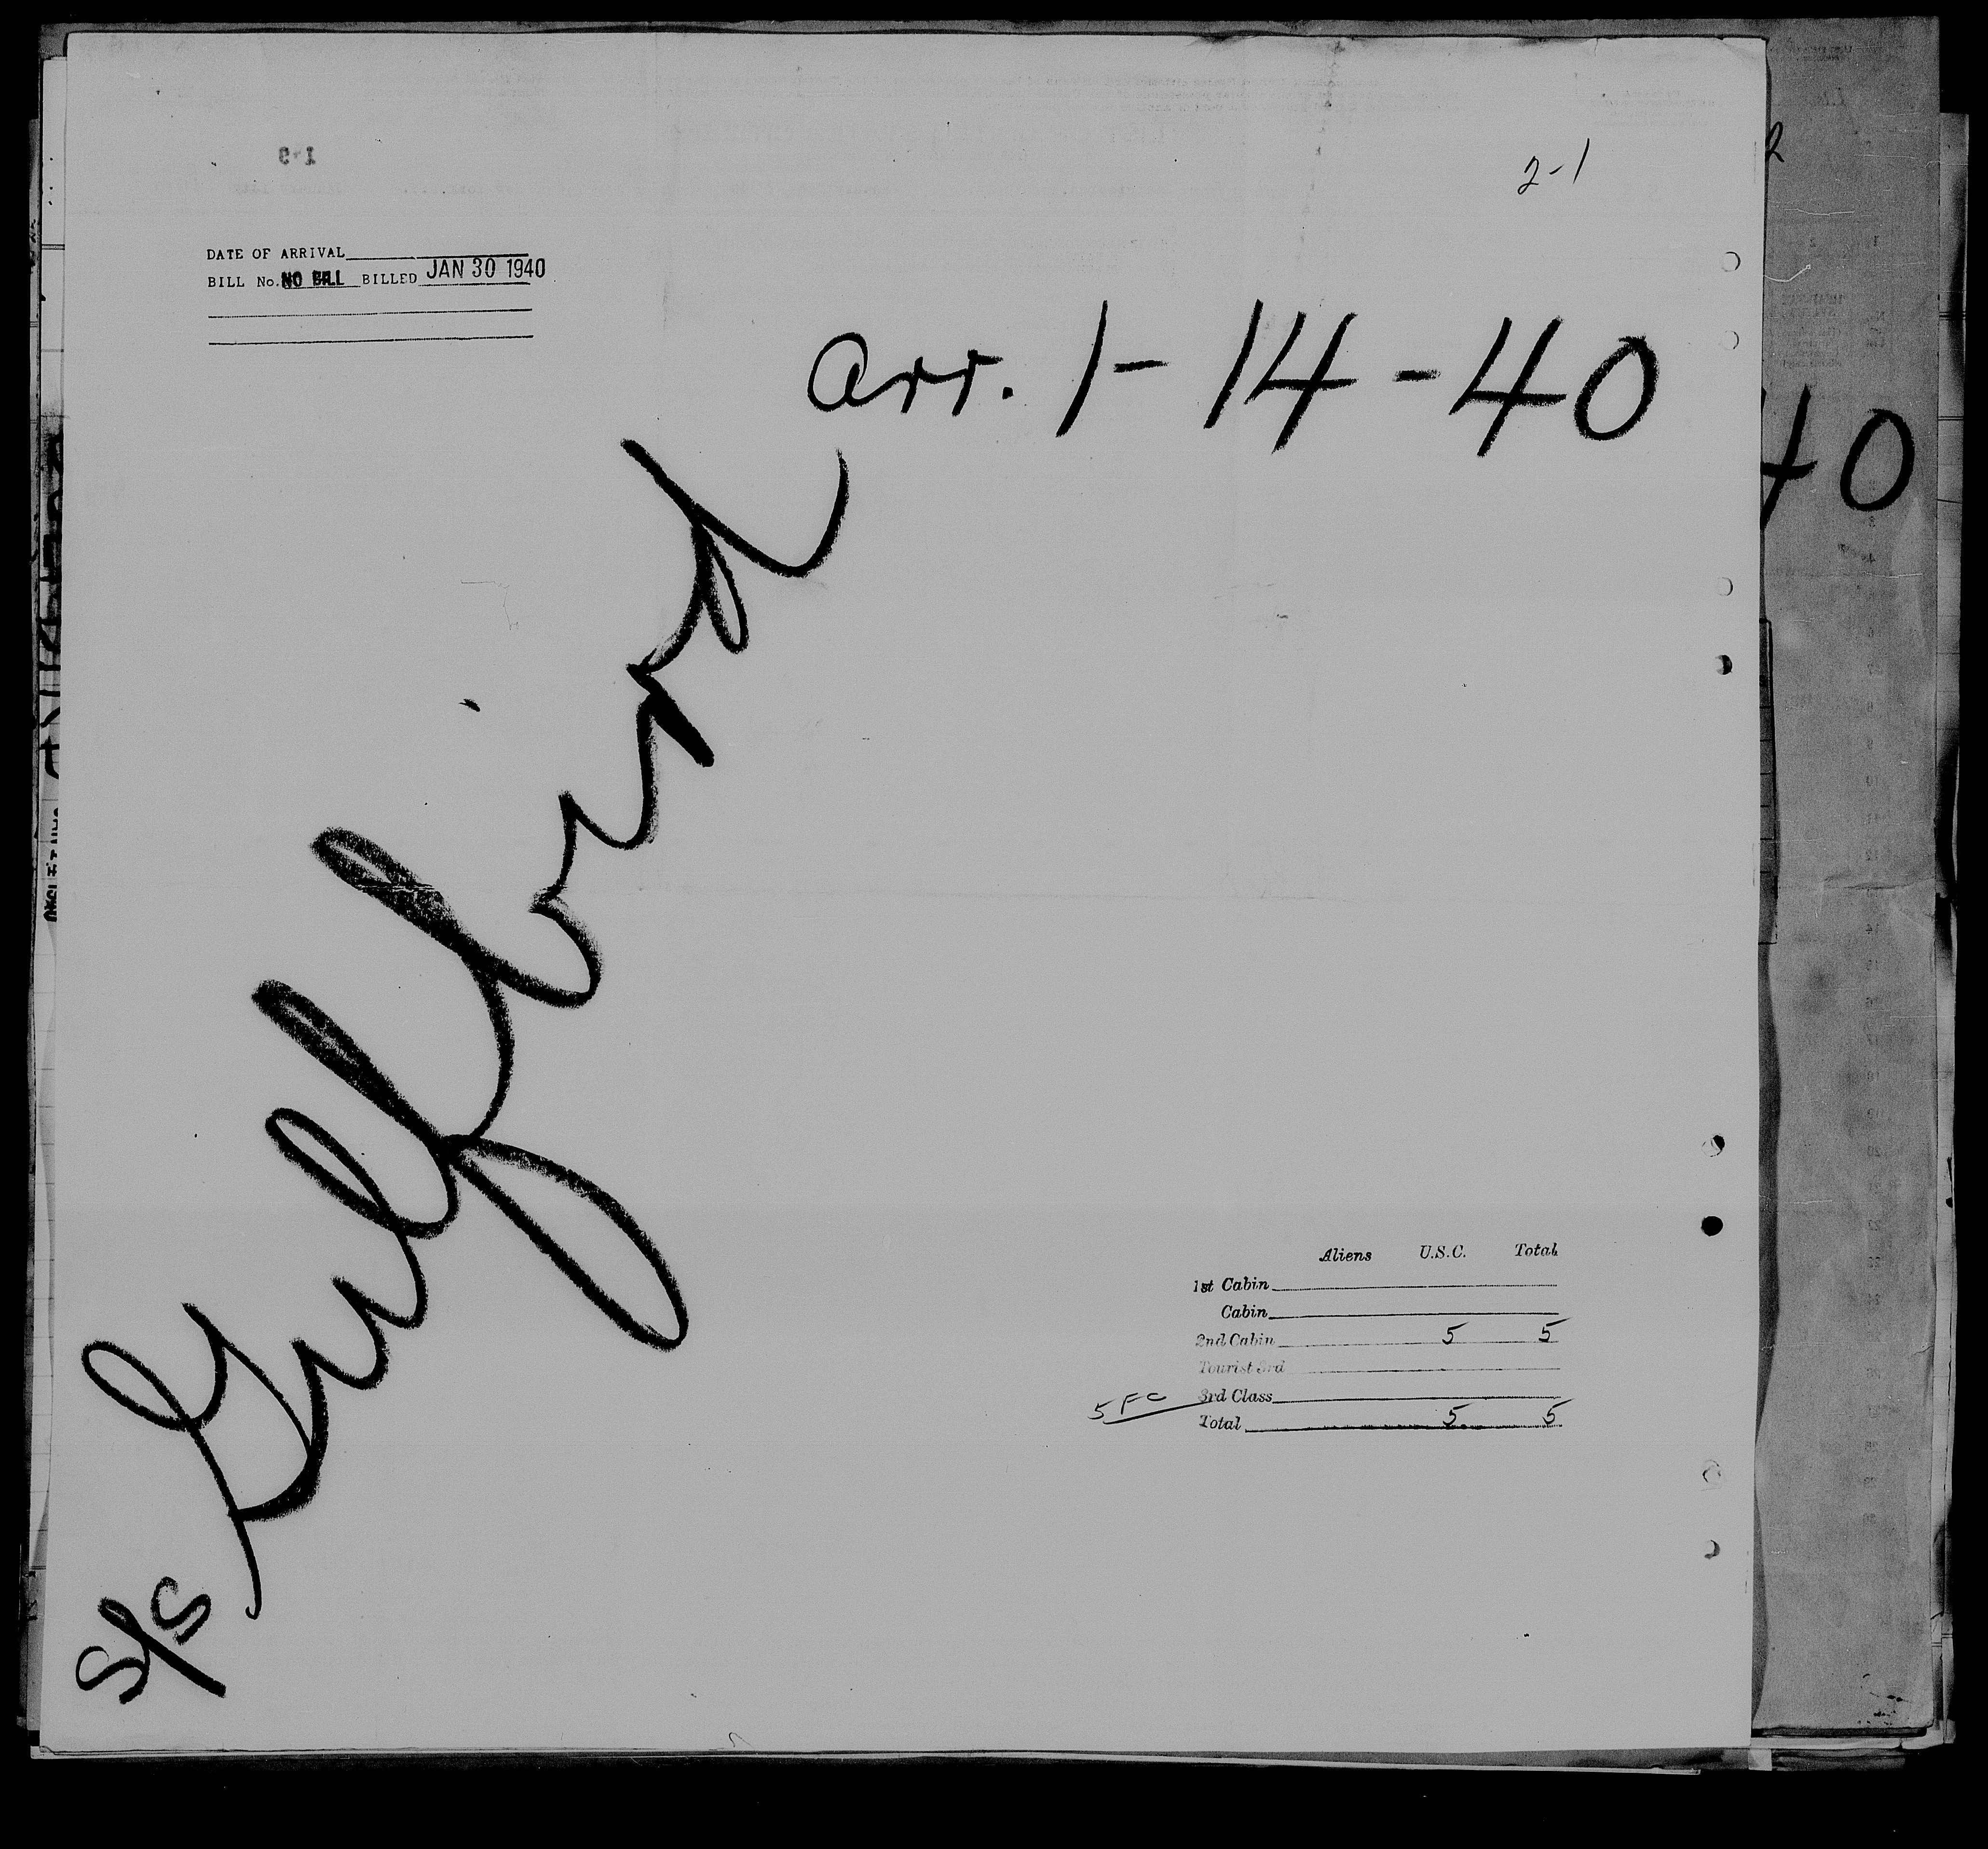 2-1
DATE OF ARRIVAL
BILL No. NO BILL BILLED JAN 30 1940
arr. 1-14-40
S/S Gulfbird
Aliens U.S.C. Total
1st Cabin
Cabin
2nd Cabin 5 5
Tourist 3rd
5 FC 3rd Class
Total 5 5
40